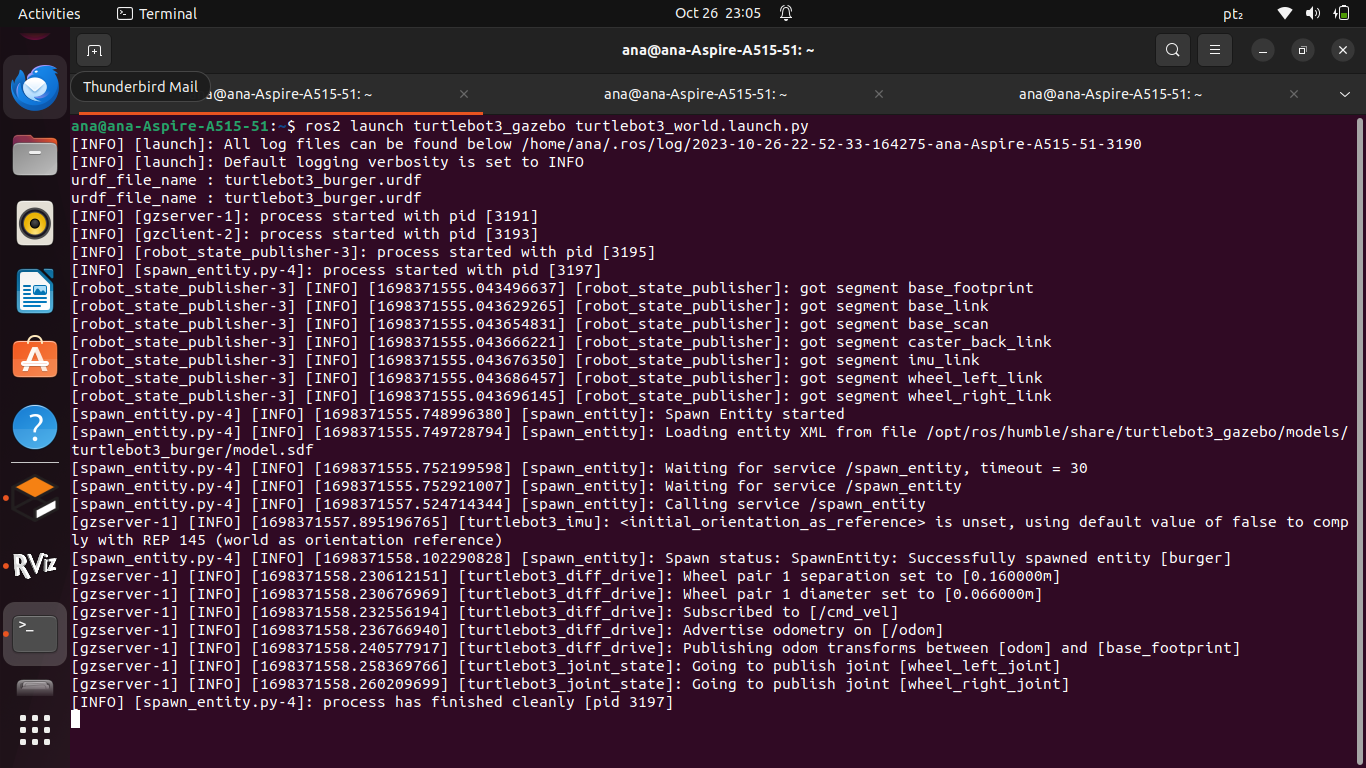 Activities
Terminal
Oct 26 23:05
pt₂
ana@ana-Aspire-A515-51: ~
Thunderbird Mail
a@ana-Aspire-A515-51: ~
ana@ana-Aspire-A515-51: ~
ana@ana-Aspire-A515-51: ~
ana@ana-Aspire-A515-51:~$ ros2 launch turtlebot3_gazebo turtlebot3_world.launch.py
[INFO] [launch]: All log files can be found below /home/ana/.ros/log/2023-10-26-22-52-33-164275-ana-Aspire-A515-51-3190
[INFO] [launch]: Default logging verbosity is set to INFO
urdf_file_name : turtlebot3_burger.urdf
urdf_file_name : turtlebot3_burger.urdf
[INFO] [gzserver-1]: process started with pid [3191]
[INFO] [gzclient-2]: process started with pid [3193]
[INFO] [robot_state_publisher-3]: process started with pid [3195]
[INFO] [spawn_entity.py-4]: process started with pid [3197]
[robot_state_publisher-3] [INFO] [1698371555.043496637] [robot_state_publisher]: got segment base_footprint
[robot_state_publisher-3] [INFO] [1698371555.043629265] [robot_state_publisher]: got segment base_link
[robot_state_publisher-3] [INFO] [1698371555.043654831] [robot_state_publisher]: got segment base_scan
[robot_state_publisher-3] [INFO] [1698371555.043666221] [robot_state_publisher]: got segment caster_back_link
[robot_state_publisher-3] [INFO] [1698371555.043676350] [robot_state_publisher]: got segment imu_link
[robot_state_publisher-3] [INFO] [1698371555.043686457] [robot_state_publisher]: got segment wheel_left_link
[robot_state_publisher-3] [INFO] [1698371555.043696145] [robot_state_publisher]: got segment wheel_right_link
[spawn_entity.py-4] [INFO] [1698371555.748996380] [spawn_entity]: Spawn Entity started
[spawn_entity.py-4] [INFO] [1698371555.749728794] [spawn_entity]: Loading entity XML from file /opt/ros/humble/share/turtlebot3_gazebo/models/
turtlebot3_burger/model.sdf
[spawn_entity.py-4] [INFO] [1698371555.752199598] [spawn_entity]: Waiting for service /spawn_entity, timeout = 30
[spawn_entity.py-4] [INFO] [1698371555.752921007] [spawn_entity]: Waiting for service /spawn_entity
[spawn_entity.py-4] [INFO] [1698371557.524714344] [spawn_entity]: Calling service /spawn_entity
[gzserver-1] [INFO] [1698371557.895196765] [turtlebot3_imu]: <initial_orientation_as_reference> is unset, using default value of false to comp
ly with REP 145 (world as orientation reference)
[spawn_entity.py-4] [INFO] [1698371558.102290828] [spawn_entity]: Spawn status: SpawnEntity: Successfully spawned entity [burger]
[gzserver-1] [INFO] [1698371558.230612151] [turtlebot3_diff_drive]: Wheel pair 1 separation set to [0.160000m]
[gzserver-1] [INFO] [1698371558.230676969] [turtlebot3_diff_drive]: Wheel pair 1 diameter set to [0.066000m]
[gzserver-1] [INFO] [1698371558.232556194] [turtlebot3_diff_drive]: Subscribed to [/cmd_vel]
[gzserver-1] [INFO] [1698371558.236766940] [turtlebot3_diff_drive]: Advertise odometry on [/odom]
[gzserver-1] [INFO] [1698371558.240577917] [turtlebot3_diff_drive]: Publishing odom transforms between [odom] and [base_footprint]
[gzserver-1] [INFO] [1698371558.258369766] [turtlebot3_joint_state]: Going to publish joint [wheel_left_joint]
[gzserver-1] [INFO] [1698371558.260209699] [turtlebot3_joint_state]: Going to publish joint [wheel_right_joint]
[INFO] [spawn_entity.py-4]: process has finished cleanly [pid 3197]
RViz